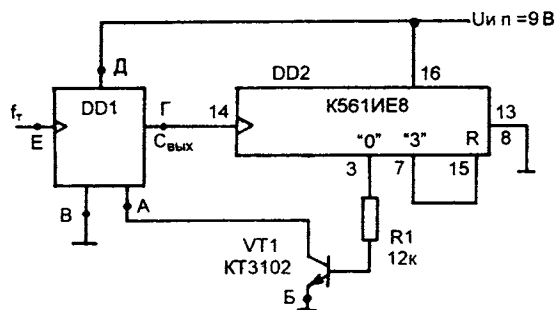 Uи п =9 В
Д
DD2
16
DD1
fт
Е
Г
Cвых
14
К561ИЕ8
13
8
"0" "3" R
3 7 15
В
А
VT1
КТ3102
R1
12к
Б